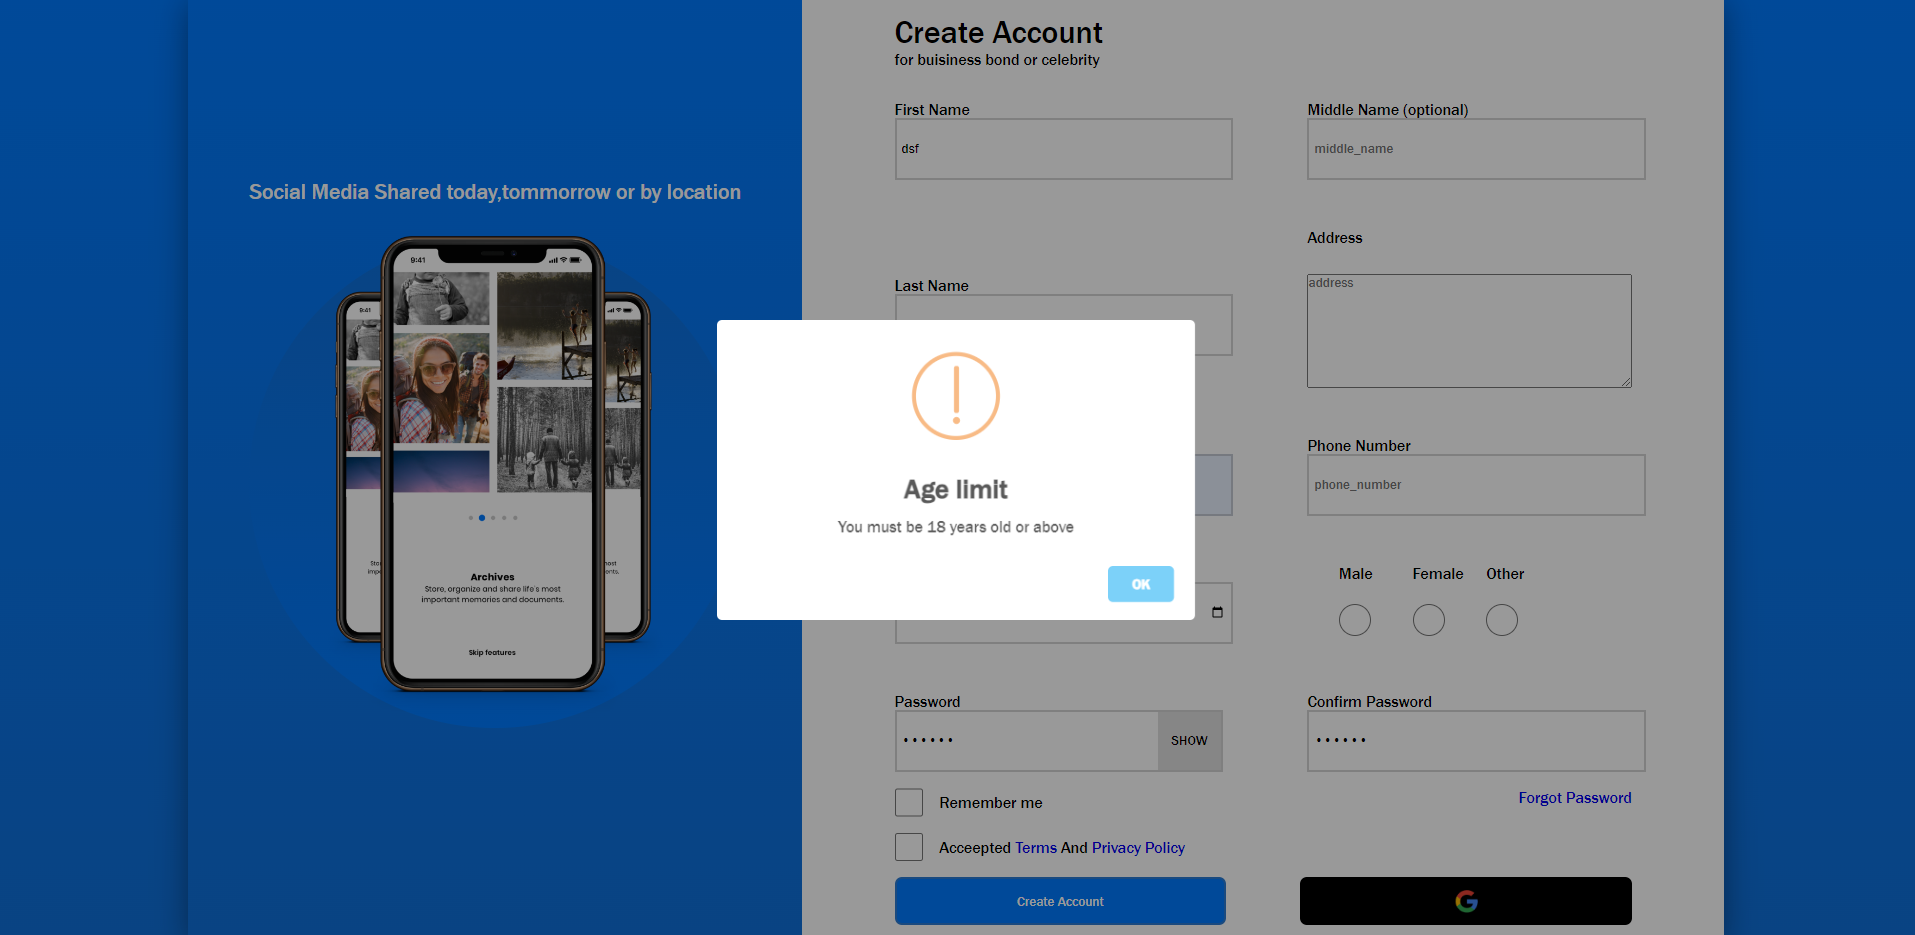 Create Account
for buisiness bond or celebrity
First Name
Middle Name (optional)
dsf
middle_name
Social Media Shared today,tommorrow or by location
Address
Last Name
address
9:41
9:41
Age limit
You must be 18 years old or above
OK
Phone Number
phone_number
Male Female Other
Archives
Store, organize and share life's most
important memories and documents.
Skip features
Password
Confirm Password
••••••
SHOW
••••••
Remember me
Forgot Password
Acceepted Terms And Privacy Policy
Create Account